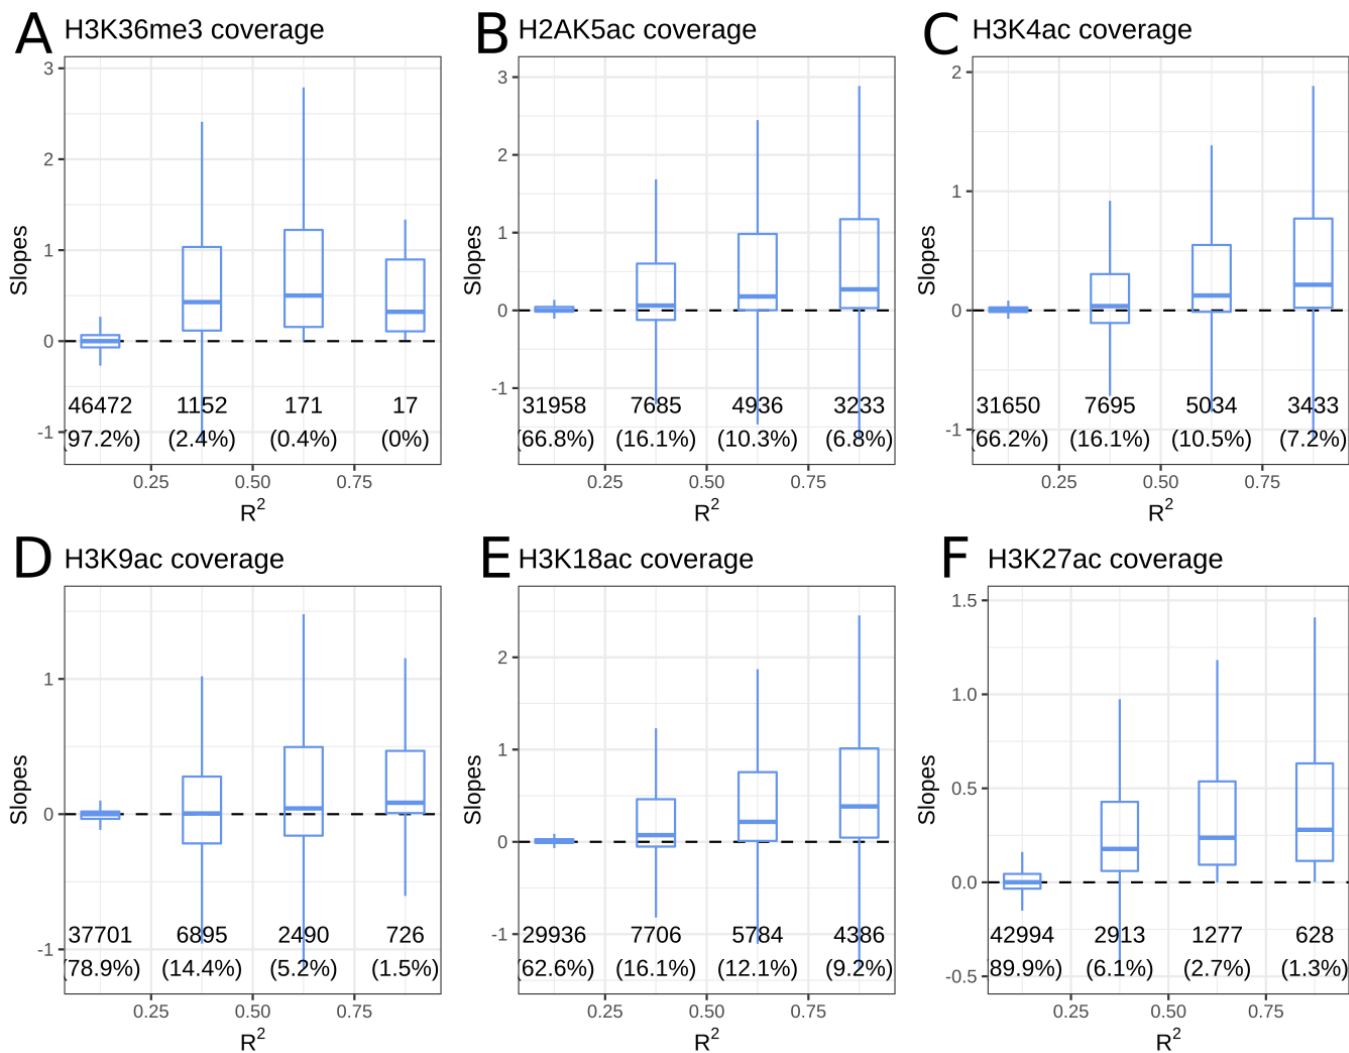 A H3K36me3 coverage
3
2
1
0
-1
Slopes
46472 1152 171 17
(97.2%) (2.4%) (0.4%) (0%)
0.25 0.50 0.75
R²
B H2AK5ac coverage
3
2
1
0
-1
Slopes
31958 7685 4936 3233
(66.8%) (16.1%) (10.3%) (6.8%)
0.25 0.50 0.75
R²
C H3K4ac coverage
2
1
0
-1
Slopes
31650 7695 5034 3433
(66.2%) (16.1%) (10.5%) (7.2%)
0.25 0.50 0.75
R²
D H3K9ac coverage
1
0
-1
Slopes
37701 6895 2490 726
(78.9%) (14.4%) (5.2%) (1.5%)
0.25 0.50 0.75
R²
E H3K18ac coverage
2
1
0
-1
Slopes
29936 7706 5784 4386
(62.6%) (16.1%) (12.1%) (9.2%)
0.25 0.50 0.75
R²
F H3K27ac coverage
1.5
1.0
0.5
0.0
-0.5
Slopes
42994 2913 1277 628
(89.9%) (6.1%) (2.7%) (1.3%)
0.25 0.50 0.75
R²